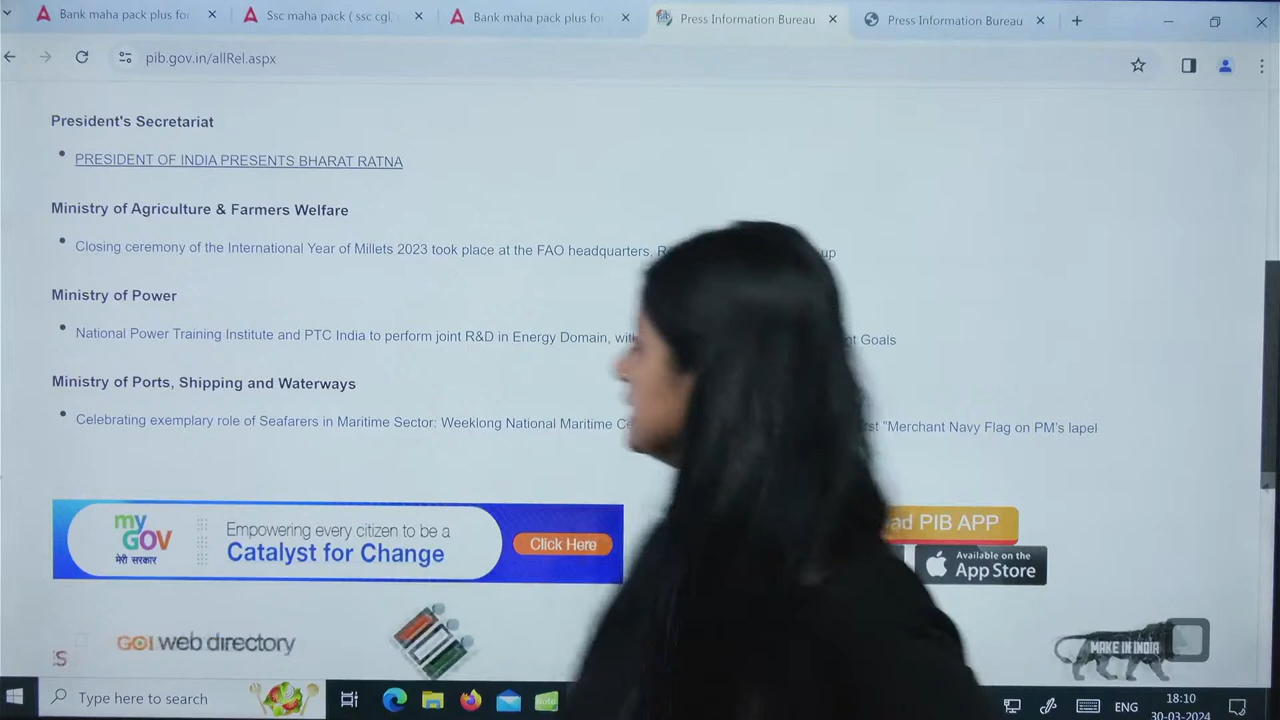 Bank maha pack plus for
Ssc maha pack ( ssc cgl,
Bank maha pack plus for
Press Information Bureau
Press Information Bureau
pib.gov.in/allRel.aspx
President's Secretariat
PRESIDENT OF INDIA PRESENTS BHARAT RATNA
Ministry of Agriculture & Farmers Welfare
Closing ceremony of the International Year of Millets 2023 took place at the FAO headquarters, up
Ministry of Power
National Power Training Institute and PTC India to perform joint R&D in Energy Domain, Goals
Ministry of Ports, Shipping and Waterways
Celebrating exemplary role of Seafarers in Maritime Sector: Weeklong National Maritime "Merchant Navy Flag on PM's lapel
my
GOV
मेरी सरकार
Empowering every citizen to be a
Catalyst for Change
Click Here
PIB APP
Available on the
App Store
GOI web directory
MAKE IN INDIA
Type here to search
ENG
18:10
30-03-2024